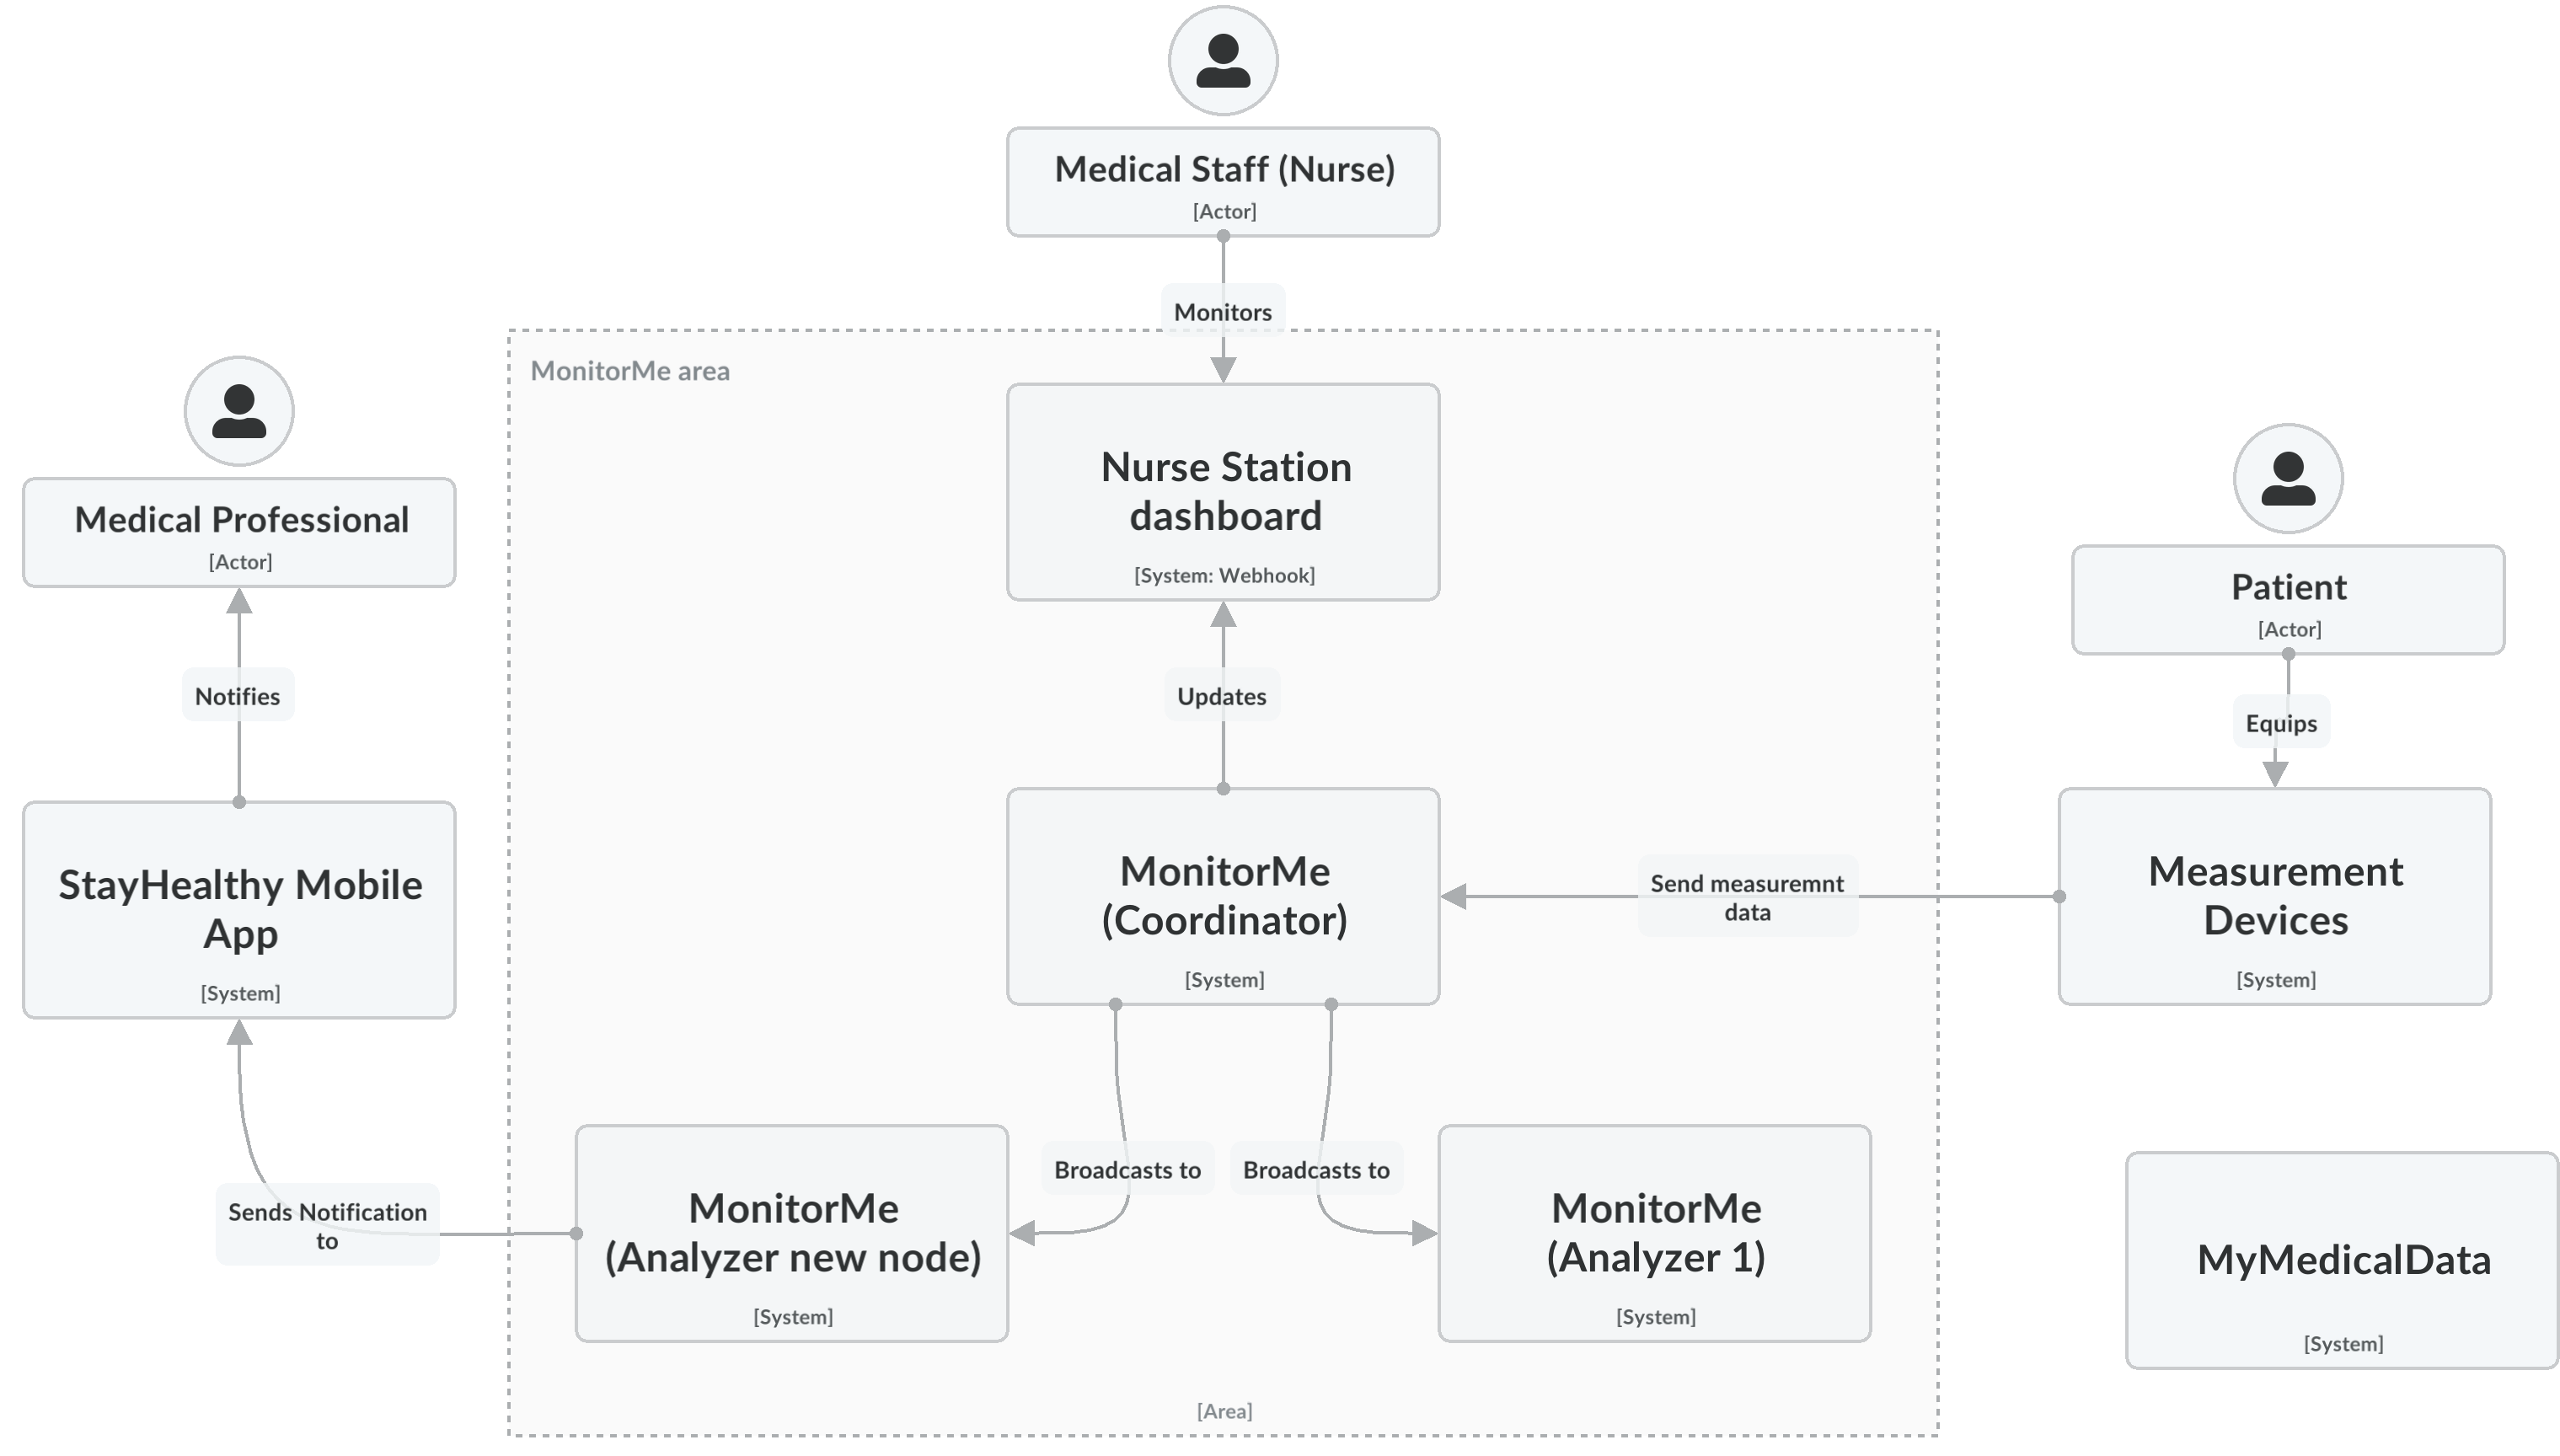 Medical Staff (Nurse)
[Actor]
Monitors
MonitorMe area
Nurse Station
dashboard
[System: Webhook]
Medical Professional
[Actor]
Patient
[Actor]
Notifies
Updates
Equips
StayHealthy Mobile
App
[System]
MonitorMe
(Coordinator)
[System]
Send measuremnt
data
Measurement
Devices
[System]
Broadcasts to
Broadcasts to
Sends Notification
to
MonitorMe
(Analyzer new node)
[System]
MonitorMe
(Analyzer 1)
[System]
MyMedicalData
[System]
[Area]